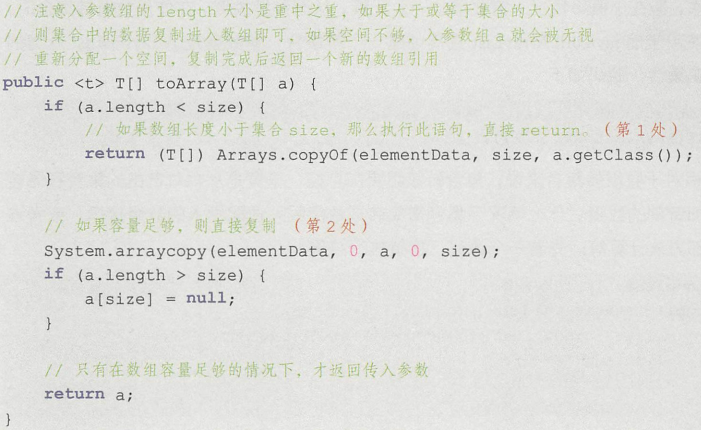 // 注意入参数组的 length 大小是重中之重，如果大于或等于集合的大小
// 则集合中的数据复制进入数组即可，如果空间不够，入参数组 a 就会被无视
// 重新分配一个空间，复制完成后返回一个新的数组引用
public <t> T[] toArray(T[] a) {
    if (a.length < size) {
        // 如果数组长度小于集合 size，那么执行此语句，直接 return。（第 1 处）
        return (T[]) Arrays.copyOf(elementData, size, a.getClass());
    }
    // 如果容量足够，则直接复制 （第 2 处）
    System.arraycopy(elementData, 0, a, 0, size);
    if (a.length > size) {
        a[size] = null;
    }
    // 只有在数组容量足够的情况下，才返回传入参数
    return a;
}